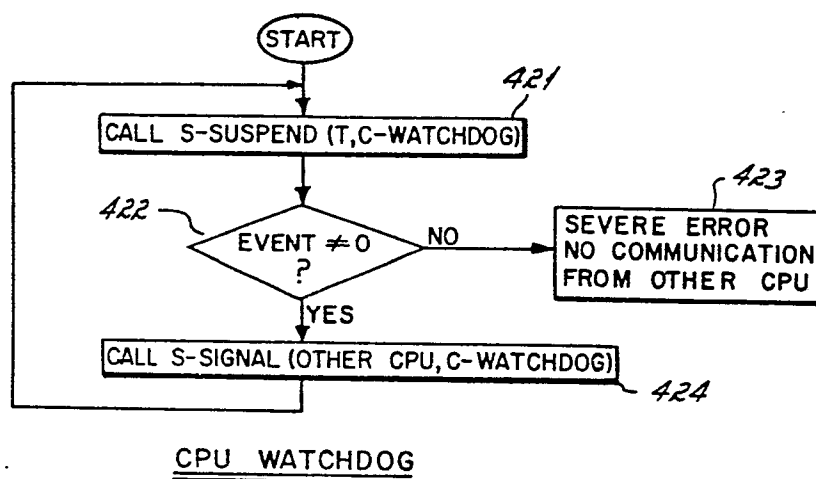 START
421
CALL S-SUSPEND (T,C-WATCHDOG)
423
422
EVENT ≠ 0
?
NO
SEVERE ERROR
NO COMMUNICATION
FROM OTHER CPU
YES
CALL S-SIGNAL (OTHER CPU, C-WATCHDOG)
424
CPU WATCHDOG